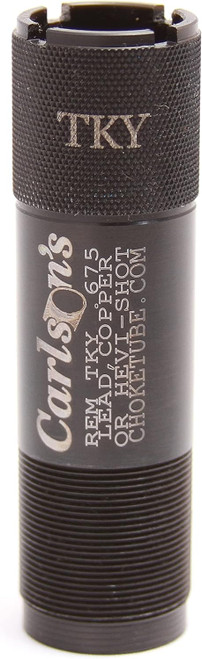 TKY
Carlson's
REM TKY .675
LEAD, COPPER
OR HEVI-SHOT
CHOKETUBE.COM